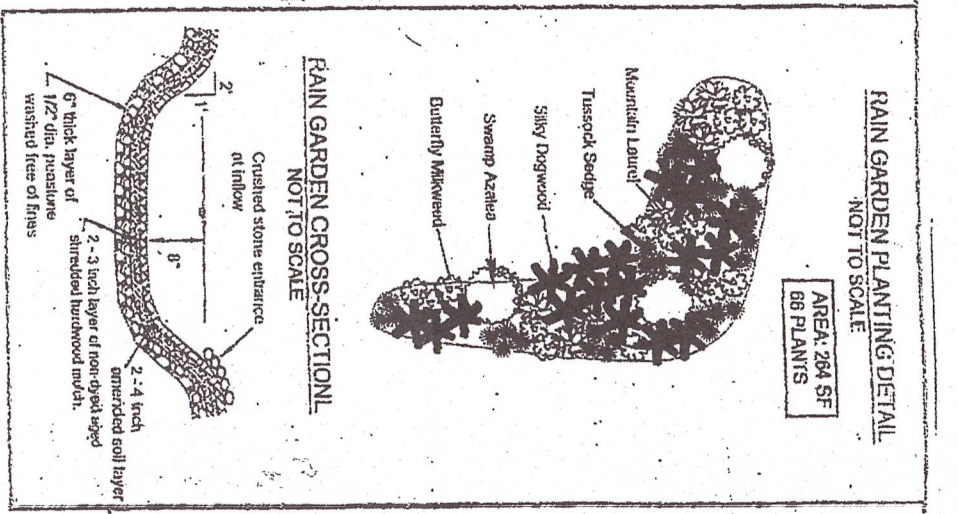 RAIN GARDEN PLANTING DETAIL
NOT TO SCALE
AREA: 264 SF
66 PLANTS
Mountain Laurel
Tussock Sedge
Silky Dogwood
Swamp Azalea
Butterfly Milkweed
RAIN GARDEN CROSS-SECTIONL
NOT TO SCALE
2'
1'
Crushed stone entrance
at inflow
8"
6" thick layer of
1/2" dia. peastone
washed free of fines
2 - 3 inch layer of non-dyed aged
shredded hardwood mulch.
2 - 4 inch
amended soil layer